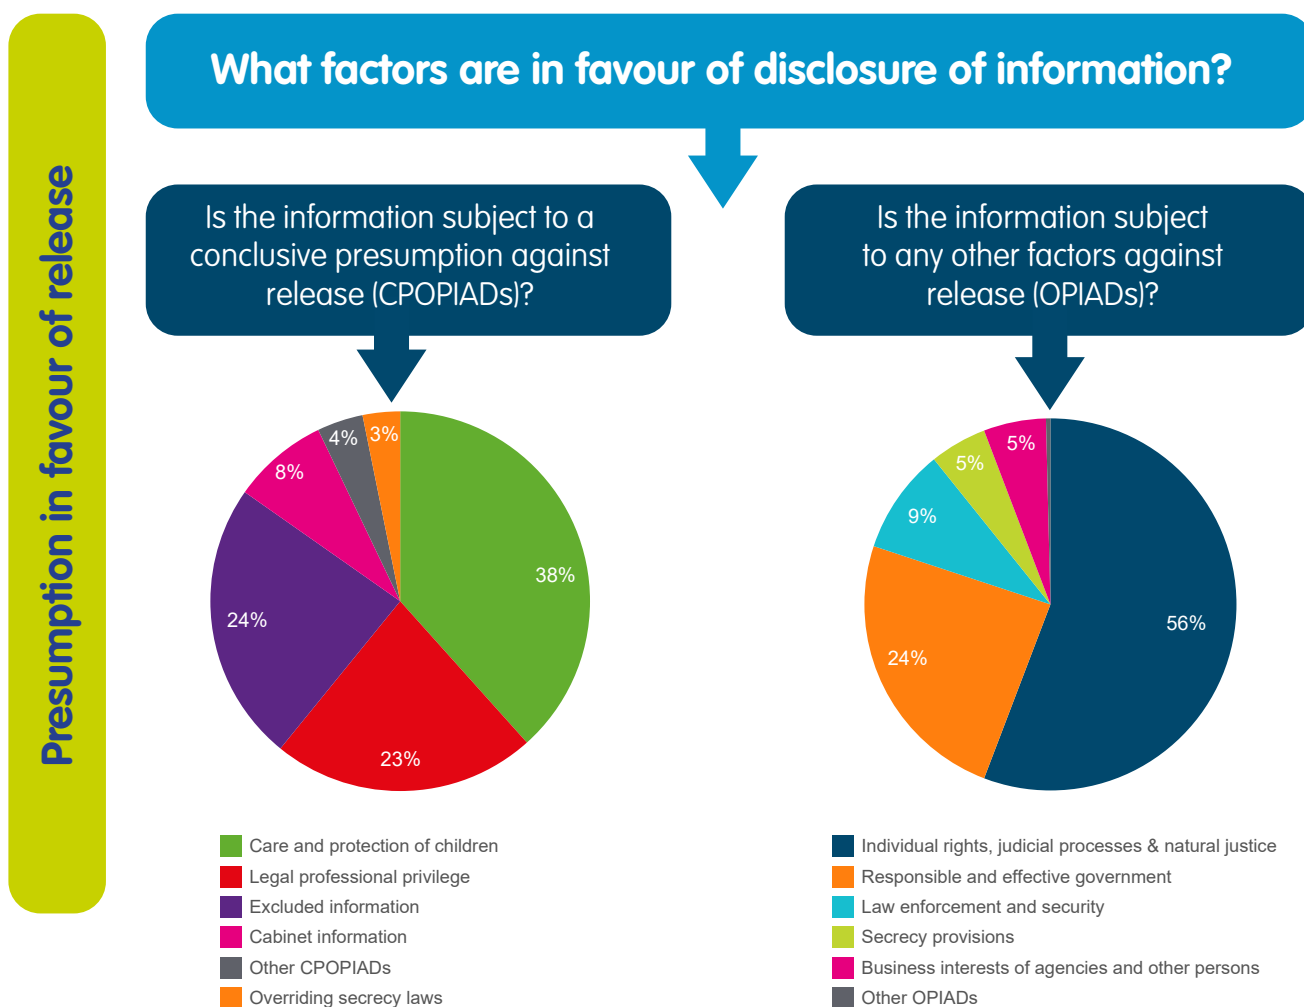 Presumption in favour of release
What factors are in favour of disclosure of information?
Is the information subject to a
conclusive presumption against
release (CPOPIADs)?
Is the information subject
to any other factors against
release (OPIADs)?
3%
4%
8%
38%
24%
23%
5%
5%
9%
56%
24%
Care and protection of children
Legal professional privilege
Excluded information
Cabinet information
Other CPOPIADs
Overriding secrecy laws
Individual rights, judicial processes & natural justice
Responsible and effective government
Law enforcement and security
Secrecy provisions
Business interests of agencies and other persons
Other OPIADs